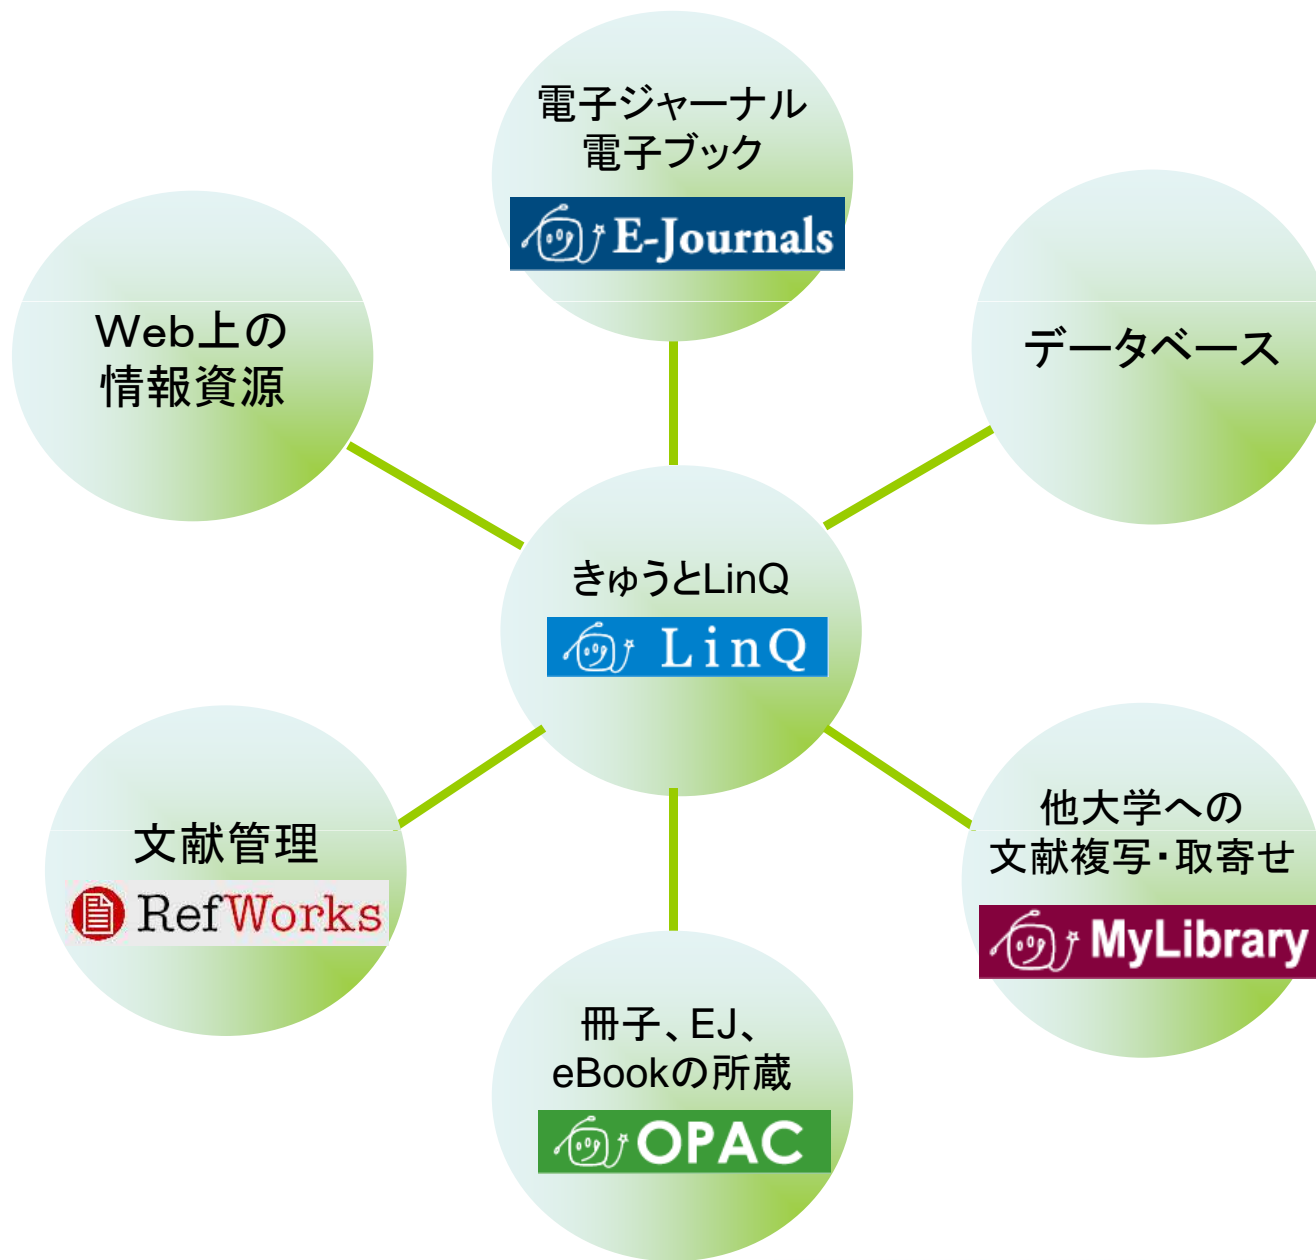 電子ジャーナル
電子ブック
E-Journals
Web上の
情報資源
データベース
きゅうとLinQ
LinQ
文献管理
RefWorks
他大学への
文献複写・取寄せ
MyLibrary
冊子、EJ、
eBookの所蔵
OPAC